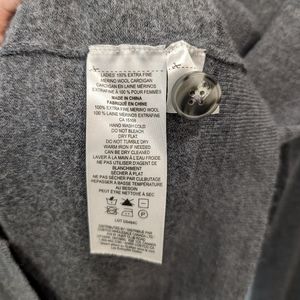 LADIES' 100% EXTRA FINE
MERINO WOOL CARDIGAN
CARDIGAN EN LAINE MERINOS
EXTRAFINE À 100 % POUR FEMMES
MADE IN CHINA
FABRIQUÉ EN CHINE
100% EXTRA FINE MERINO WOOL
100 % LAINE MERINOS EXTRAFINE
CA
HAND WASH COLD
DO NOT BLEACH
DRY FLAT
DO NOT TUMBLE DRY
WARM IRON IF NEEDED
CAN BE DRY CLEANED
LAVER À LA MAIN À L'EAU FROIDE
NE PAS UTILISER D'AGENT DE
BLANCHIMENT
SÉCHER À PLAT
NE PAS SÉCHER PAR CULBUTAGE
REPASSER À BASSE TEMPÉRATURE
AU BESOIN
PEUT ÊTRE NETTOYÉ À SEC
DISTRIBUTED BY / DISTRIBUÉ PAR